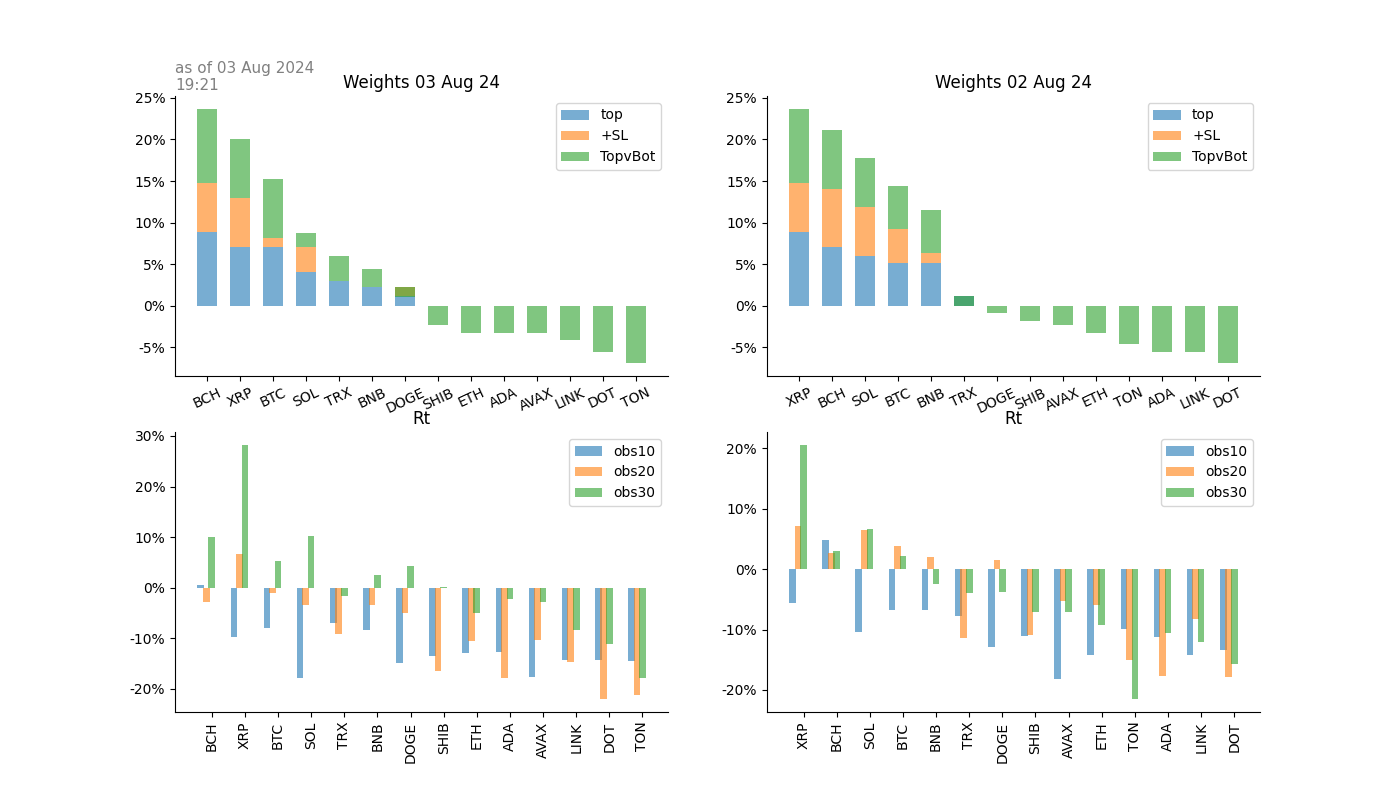 as of 03 Aug 2024
19:21
Weights 03 Aug 24
25%
20%
15%
10%
5%
0%
-5%
top
+SL
TopvBot
BCH XRP BTC SOL TRX BNB DOGE SHIB ETH ADA AVAX LINK DOT TON
Weights 02 Aug 24
25%
20%
15%
10%
5%
0%
-5%
top
+SL
TopvBot
XRP BCH SOL BTC BNB TRX DOGE SHIB AVAX ETH TON ADA LINK DOT
Rt
30%
20%
10%
0%
-10%
-20%
obs10
obs20
obs30
BCH XRP BTC SOL TRX BNB DOGE SHIB ETH ADA AVAX LINK DOT TON
Rt
20%
10%
0%
-10%
-20%
obs10
obs20
obs30
XRP BCH SOL BTC BNB TRX DOGE SHIB AVAX ETH TON ADA LINK DOT